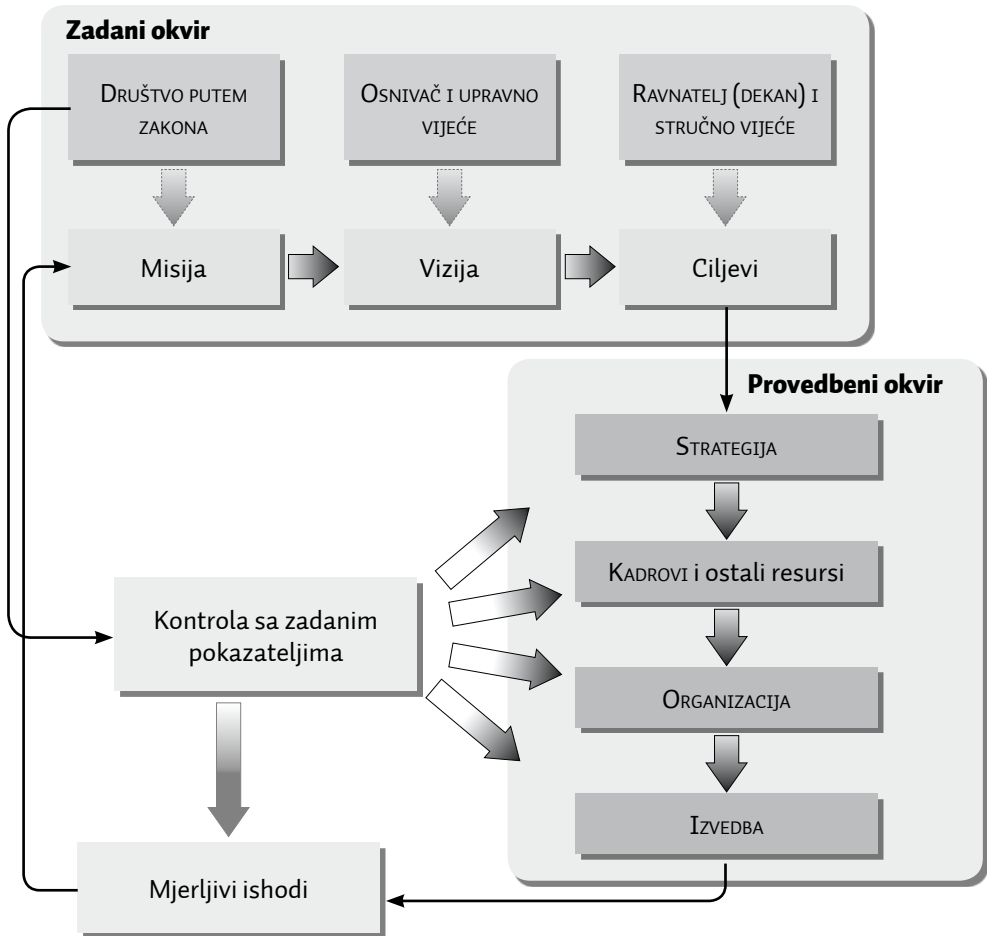 Zadani okvir
DRUŠTVO PUTEM
ZAKONA
OSNIVAČ I UPRAVNO
VIJEĆE
RAVNATELJ (DEKAN) I
STRUČNO VIJEĆE
Misija
Vizija
Ciljevi
Provedbeni okvir
STRATEGIJA
KADROVI i ostali resursi
ORGANIZACIJA
IZVEDBA
Kontrola sa zadanim
pokazateljima
Mjerljivi ishodi